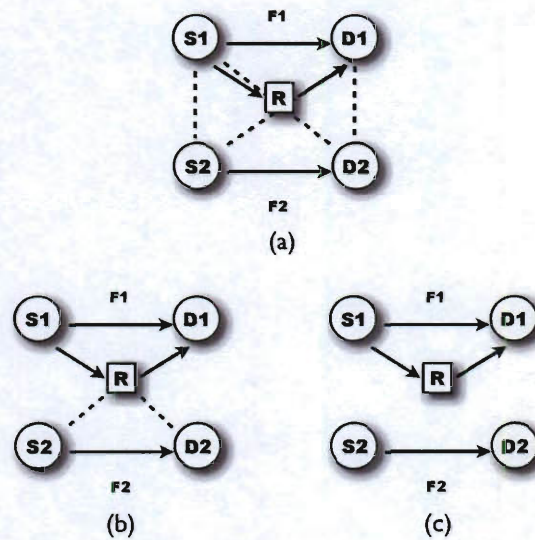 F1
S1 D1
R
S2 D2
F2
(a)
F1 F1
S1 D1 S1 D1
R R
S2 D2 S2 D2
F2 F2
(b) (c)